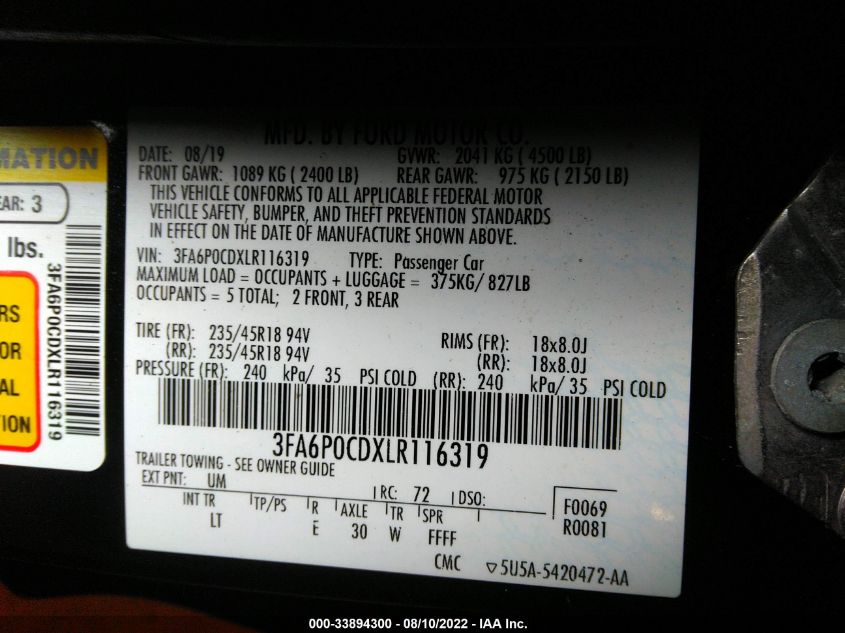 MATION
EAR: 3
lbs.
RS
OR
AL
TION
3FA6P0CDXLR116319
MFD. BY FORD MOTOR CO.
DATE: 08/19 GVWR: 2041 KG ( 4500 LB)
FRONT GAWR: 1089 KG ( 2400 LB) REAR GAWR: 975 KG ( 2150 LB)
THIS VEHICLE CONFORMS TO ALL APPLICABLE FEDERAL MOTOR
VEHICLE SAFETY, BUMPER, AND THEFT PREVENTION STANDARDS
IN EFFECT ON THE DATE OF MANUFACTURE SHOWN ABOVE.
VIN: 3FA6P0CDXLR116319 TYPE: Passenger Car
MAXIMUM LOAD = OCCUPANTS + LUGGAGE = 375KG/ 827LB
OCCUPANTS = 5 TOTAL; 2 FRONT, 3 REAR
TIRE (FR): 235/45R18 94V RIMS (FR): 18x8.0J
(RR): 235/45R18 94V (RR): 18x8.0J
PRESSURE (FR): 240 kPa/ 35 PSI COLD (RR): 240 kPa/ 35 PSI COLD
3FA6P0CDXLR116319
TRAILER TOWING - SEE OWNER GUIDE
EXT PNT: UM RC: 72 DSO: F0069
INT TR TP/PS R AXLE TR SPR R0081
LT E 30 W FFFF
CMC ▽5U5A-5420472-AA
000-33894300 - 08/10/2022 - IAA Inc.